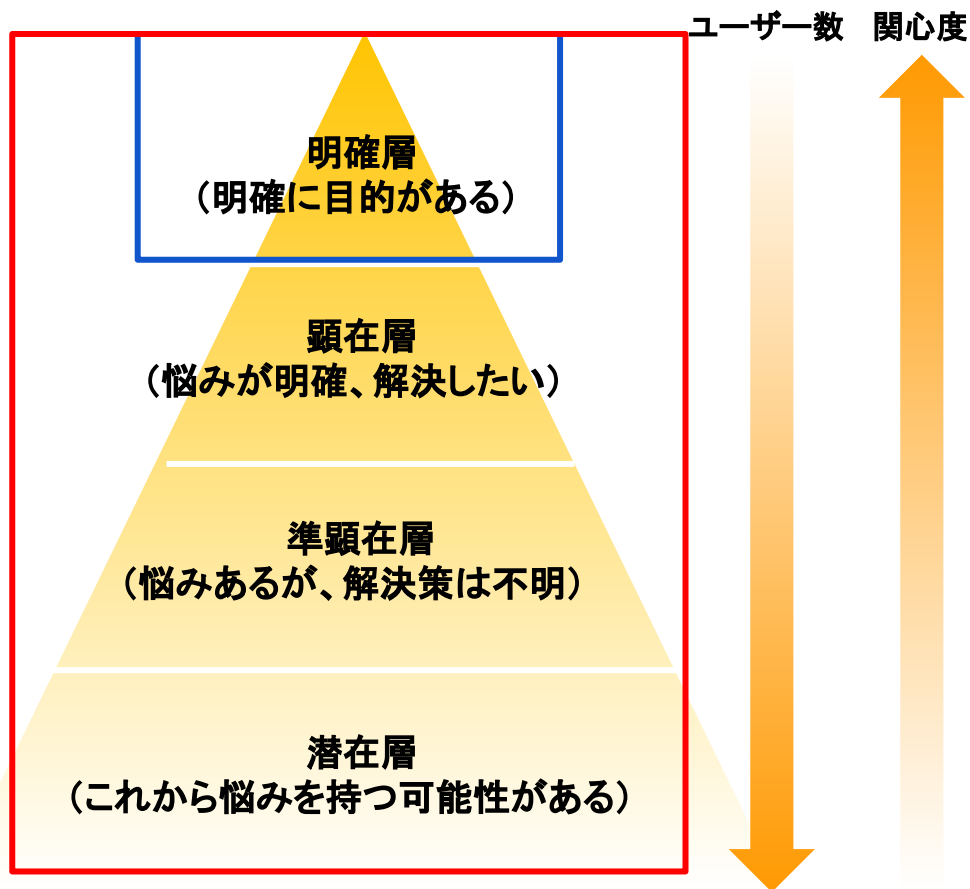 ユーザー数 関心度
明確層
（明確に目的がある）
顕在層
（悩みが明確、解決したい）
準顕在層
（悩みあるが、解決策は不明）
潜在層
（これから悩みを持つ可能性がある）